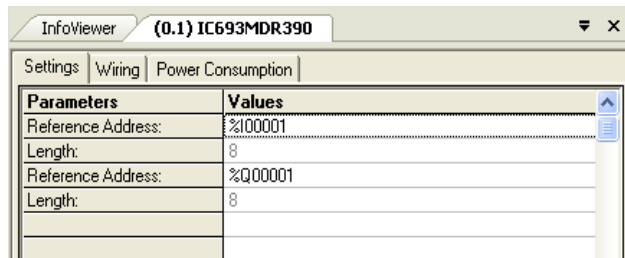 InfoViewer (0.1) IC693MDR390
Settings Wiring Power Consumption
Parameters Values
Reference Address: %I00001
Length: 8
Reference Address: %Q00001
Length: 8